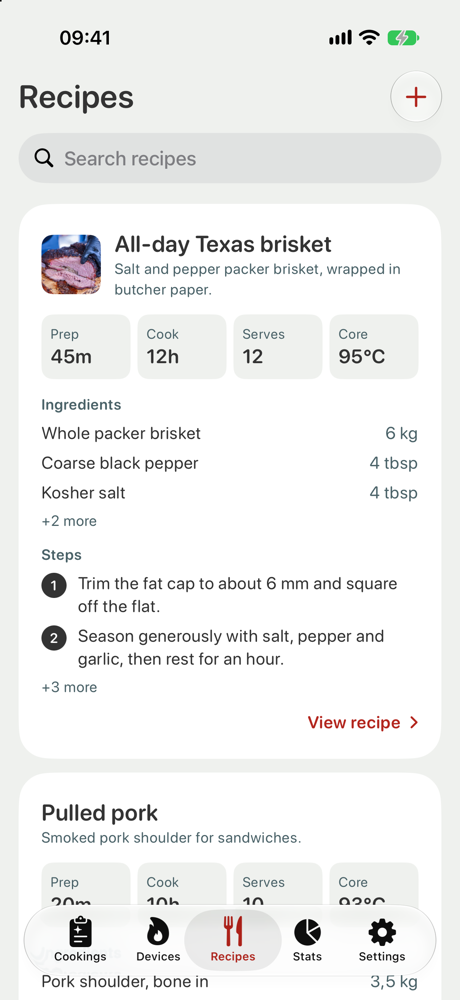 09:41
Recipes
Search recipes
All-day Texas brisket
Salt and pepper packer brisket, wrapped in
butcher paper.
Prep Cook Serves Core
45m 12h 12 95°C
Ingredients
Whole packer brisket 6 kg
Coarse black pepper 4 tbsp
Kosher salt 4 tbsp
+2 more
Steps
1 Trim the fat cap to about 6 mm and square
off the flat.
2 Season generously with salt, pepper and
garlic, then rest for an hour.
+3 more
View recipe
Pulled pork
Smoked pork shoulder for sandwiches.
Prep Cook Serves Core
20m 10h 10 93°C
Cookings Devices Recipes Stats Settings
Pork shoulder, bone in 3,5 kg